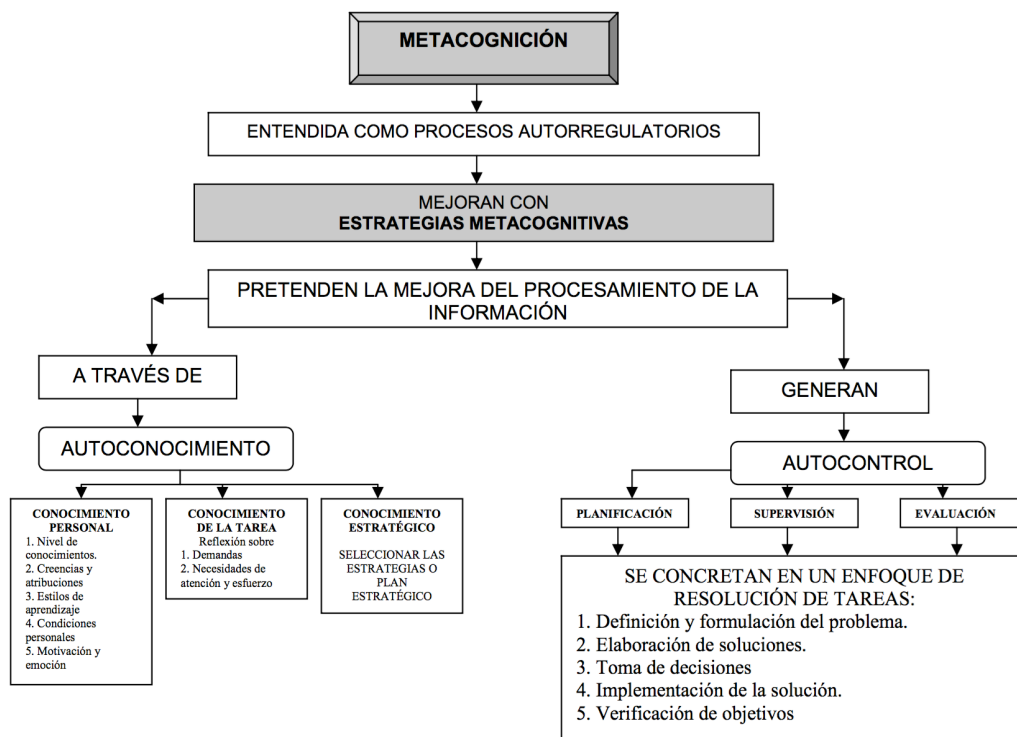 METACOGNICIÓN
ENTENDIDA COMO PROCESOS AUTORREGULATORIOS
MEJORAN CON
ESTRATEGIAS METACOGNITIVAS
PRETENDEN LA MEJORA DEL PROCESAMIENTO DE LA
INFORMACIÓN
A TRAVÉS DE
AUTOCONOCIMIENTO
CONOCIMIENTO
PERSONAL
1. Nivel de
conocimientos.
2. Creencias y
atribuciones
3. Estilos de
aprendizaje
4. Condiciones
personales
5. Motivación y
emoción
CONOCIMIENTO
DE LA TAREA
Reflexión sobre
1. Demandas
2. Necesidades de
atención y esfuerzo
CONOCIMIENTO
ESTRATÉGICO
SELECCIONAR LAS
ESTRATEGIAS O
PLAN
ESTRATÉGICO
GENERAN
AUTOCONTROL
PLANIFICACIÓN
SUPERVISIÓN
EVALUACIÓN
SE CONCRETAN EN UN ENFOQUE DE
RESOLUCIÓN DE TAREAS:
1. Definición y formulación del problema.
2. Elaboración de soluciones.
3. Toma de decisiones
4. Implementación de la solución.
5. Verificación de objetivos